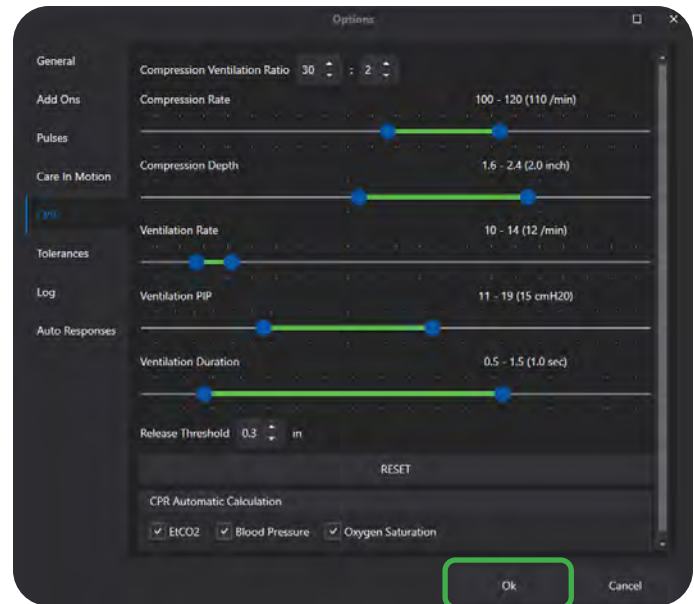 Options
General
Add Ons
Pulses
Care In Motion
CPR
Tolerances
Log
Auto Responses
Compression Ventilation Ratio 30 : 2
Compression Rate 100 - 120 (110 /min)
Compression Depth 1.6 - 2.4 (2.0 inch)
Ventilation Rate 10 - 14 (12 /min)
Ventilation PIP 11 - 19 (15 cmH20)
Ventilation Duration 0.5 - 1.5 (1.0 sec)
Release Threshold 0.3 in
RESET
CPR Automatic Calculation
EtCO2 Blood Pressure Oxygen Saturation
Ok Cancel